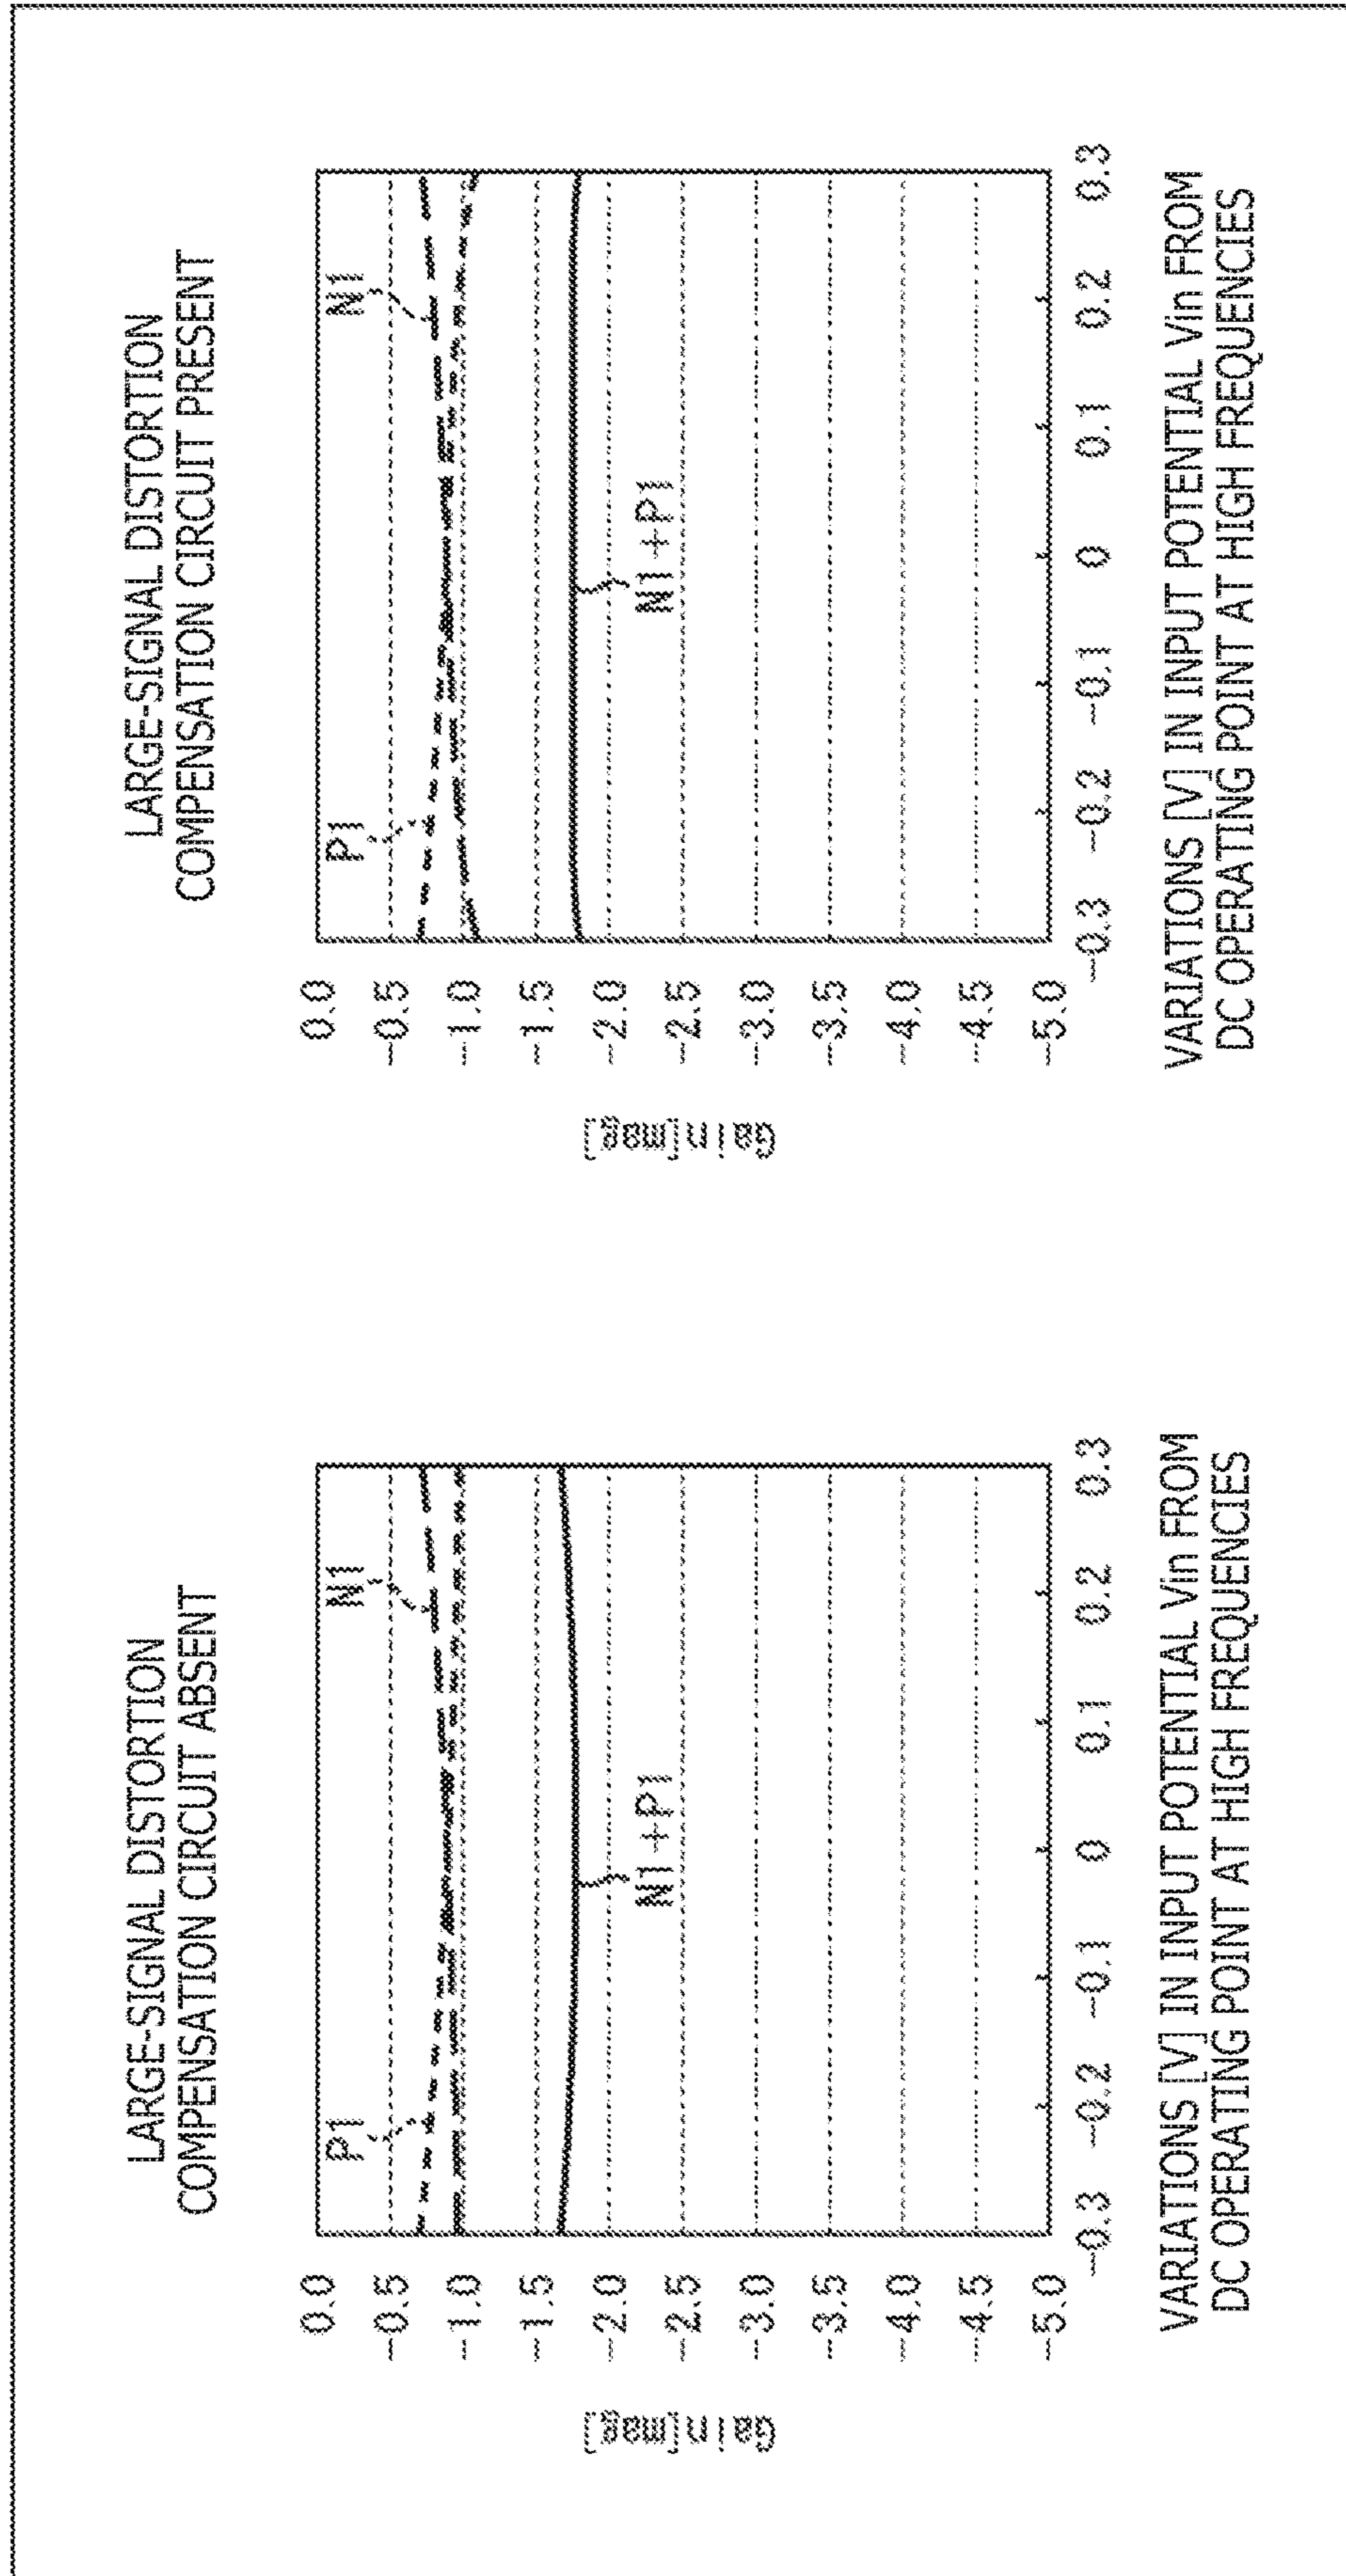 LARGE-SIGNAL DISTORTION
COMPENSATION CIRCUIT ABSENT
Gain[mag]
0.0
-0.5
-1.0
-1.5
-2.0
-2.5
-3.0
-3.5
-4.0
-4.5
-5.0
P1
N1
N1+P1
-0.3 -0.2 -0.1 0 0.1 0.2 0.3
VARIATIONS [V] IN INPUT POTENTIAL Vin FROM
DC OPERATING POINT AT HIGH FREQUENCIES
LARGE-SIGNAL DISTORTION
COMPENSATION CIRCUIT PRESENT
Gain[mag]
0.0
-0.5
-1.0
-1.5
-2.0
-2.5
-3.0
-3.5
-4.0
-4.5
-5.0
P1
N1
N1+P1
-0.3 -0.2 -0.1 0 0.1 0.2 0.3
VARIATIONS [V] IN INPUT POTENTIAL Vin FROM
DC OPERATING POINT AT HIGH FREQUENCIES